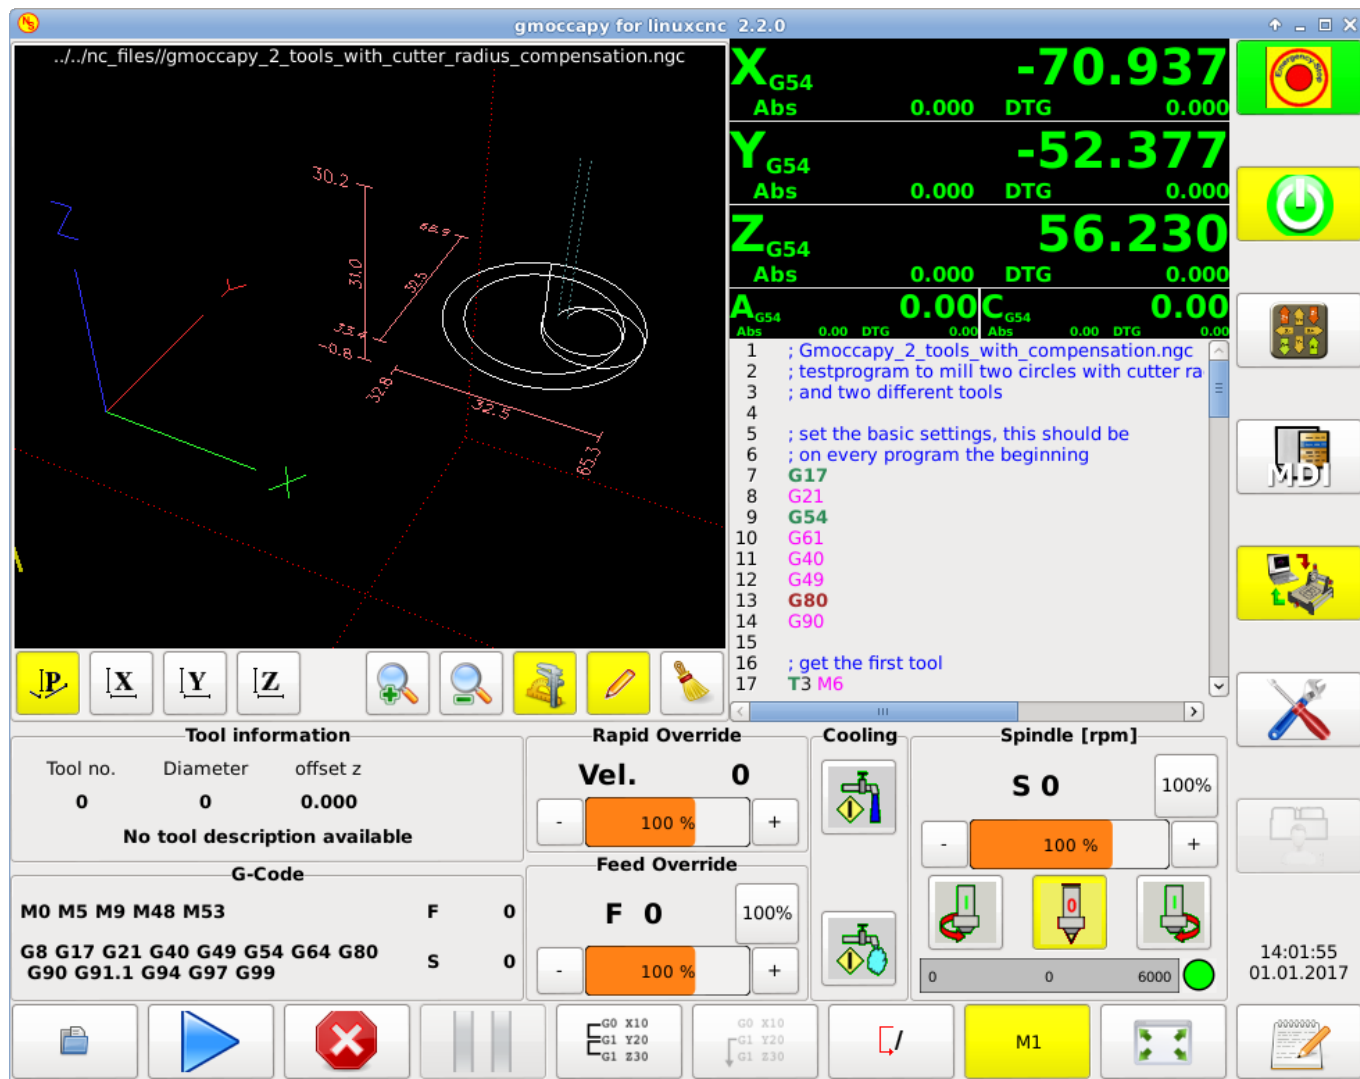 gmoccapy for linuxcnc 2.2.0
../../nc_files//gmoccapy_2_tools_with_cutter_radius_compensation.ngc
30.2
Z
68.9
31.0
32.5
Y
33.4
-0.8
32.8
32.5
65.3
X
X G54 -70.937
Abs 0.000 DTG 0.000
Y G54 -52.377
Abs 0.000 DTG 0.000
Z G54 56.230
Abs 0.000 DTG 0.000
A G54 0.00 C G54 0.00
Abs 0.00 DTG 0.00 Abs 0.00 DTG 0.00
1 ; Gmoccapy_2_tools_with_compensation.ngc
2 ; testprogram to mill two circles with cutter ra
3 ; and two different tools
4
5 ; set the basic settings, this should be
6 ; on every program the beginning
7 G17
8 G21
9 G54
10 G61
11 G40
12 G49
13 G80
14 G90
15
16 ; get the first tool
17 T3 M6
Emergency-Stop
MDI
P X Y Z
Tool information
Tool no. Diameter offset z
0 0 0.000
No tool description available
G-Code
M0 M5 M9 M48 M53 F 0
G8 G17 G21 G40 G49 G54 G64 G80
G90 G91.1 G94 G97 G99
S 0
Rapid Override
Vel. 0
- 100 % +
Feed Override
F 0 100%
- 100 % +
Cooling
Spindle [rpm]
S 0 100%
- 100 % +
I 0 I
0 0 6000
14:01:55
01.01.2017
G0 X10
G1 Y20
G1 Z30
G0 X10
G1 Y20
G1 Z30
/
M1